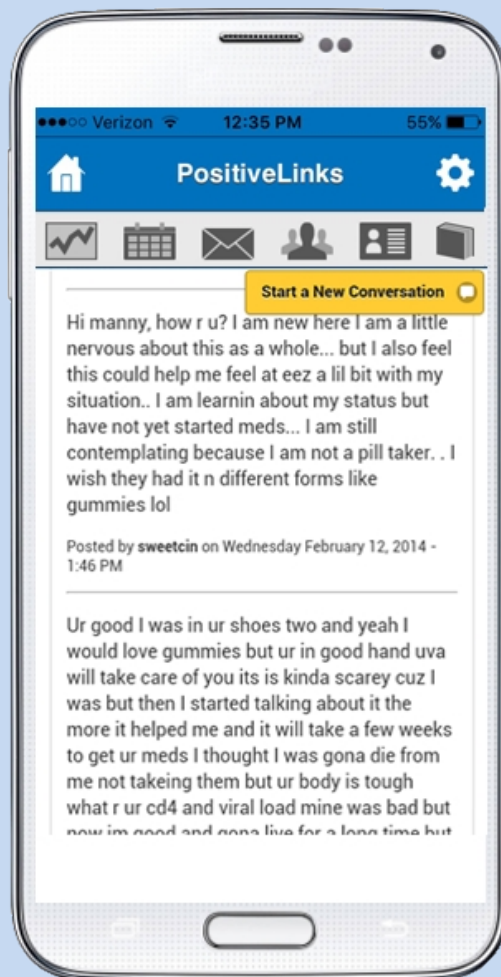 Verizon 12:35 PM 55%
PositiveLinks
Start a New Conversation
Hi manny, how r u? I am new here I am a little
nervous about this as a whole... but I also feel
this could help me feel at eez a lil bit with my
situation.. I am learnin about my status but
have not yet started meds... I am still
contemplating because I am not a pill taker. . I
wish they had it n different forms like
gummies lol
Posted by sweetcin on Wednesday February 12, 2014 -
1:46 PM
Ur good I was in ur shoes two and yeah I
would love gummies but ur in good hand uva
will take care of you its is kinda scarey cuz I
was but then I started talking about it the
more it helped me and it will take a few weeks
to get ur meds I thought I was gona die from
me not takeing them but ur body is tough
what r ur cd4 and viral load mine was bad but
now im good and gona live for a long time but